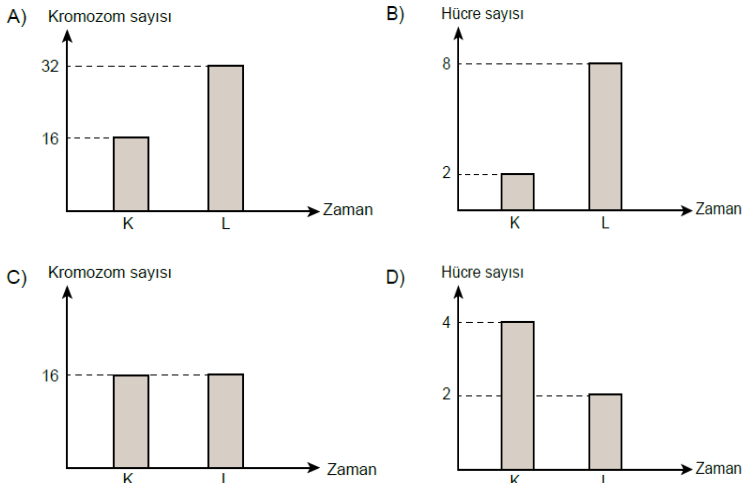 A) Kromozom sayısı
32
16
K L Zaman
B) Hücre sayısı
8
2
K L Zaman
C) Kromozom sayısı
16
K L Zaman
D) Hücre sayısı
4
2
K L Zaman